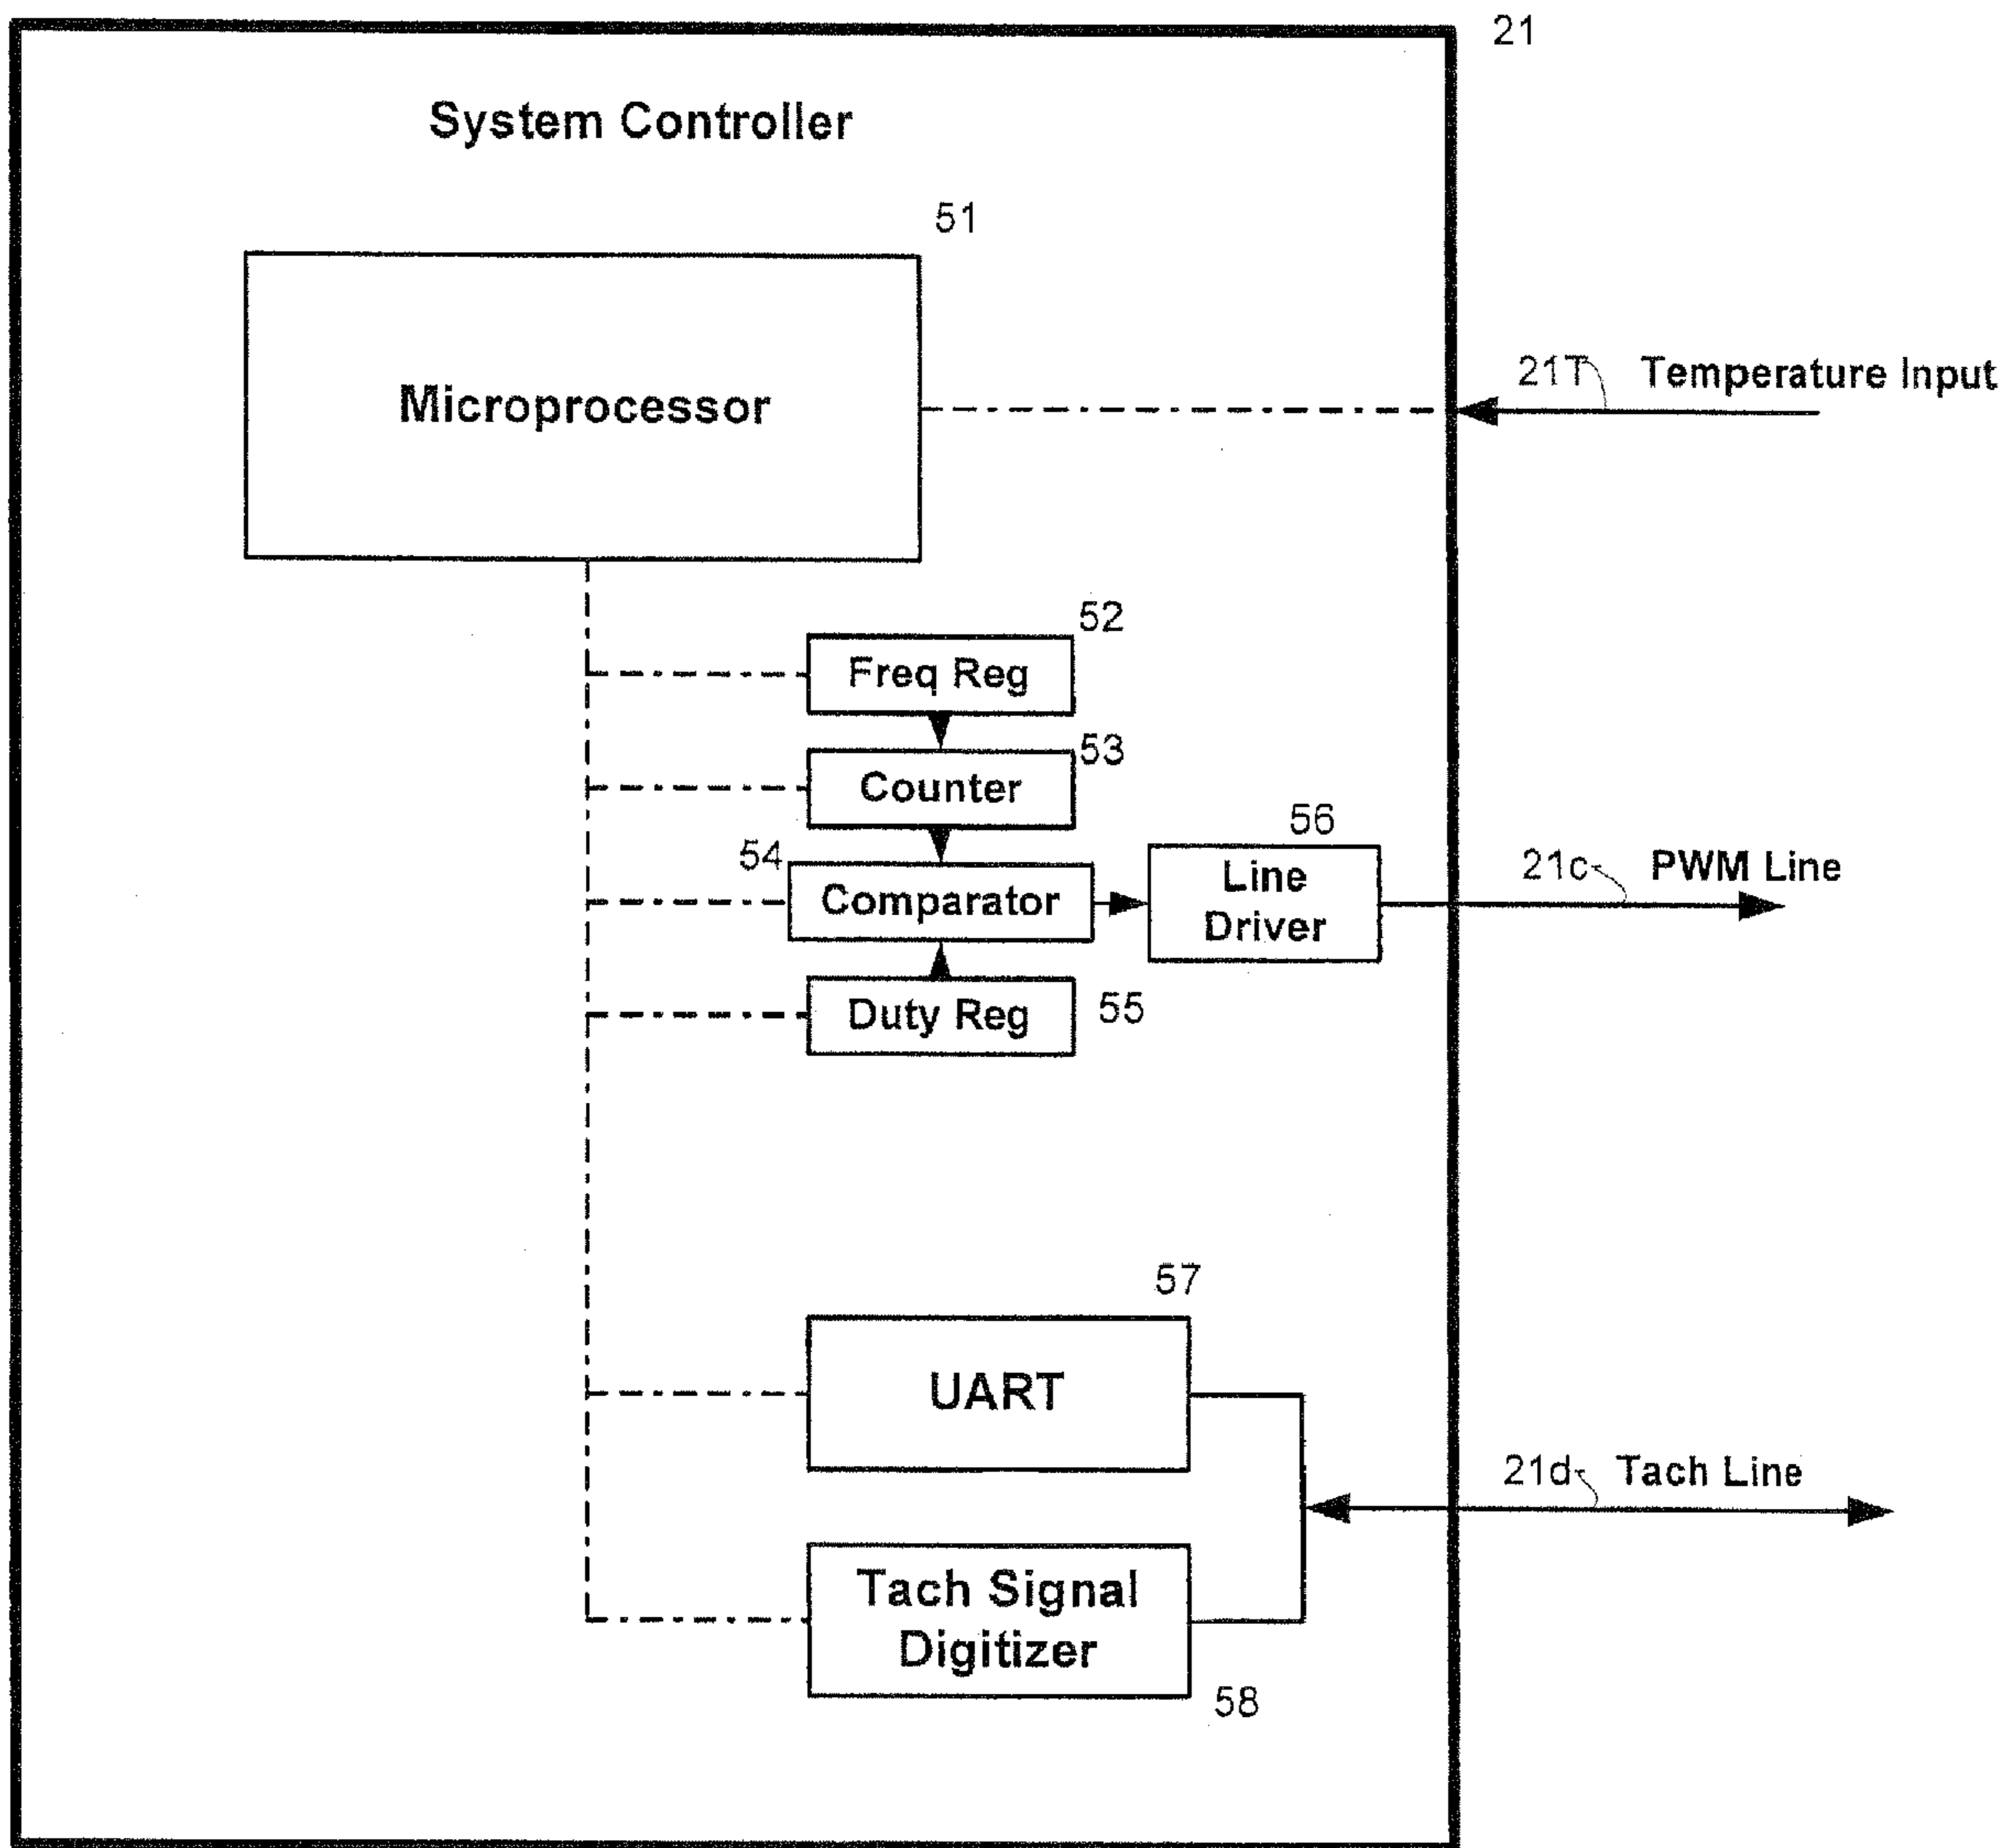 21
System Controller
51
Microprocessor
21T Temperature Input
52
Freq Reg
53
Counter
54
Comparator
56
Line
Driver
21c PWM Line
Duty Reg
55
57
UART
21d Tach Line
Tach Signal
Digitizer
58